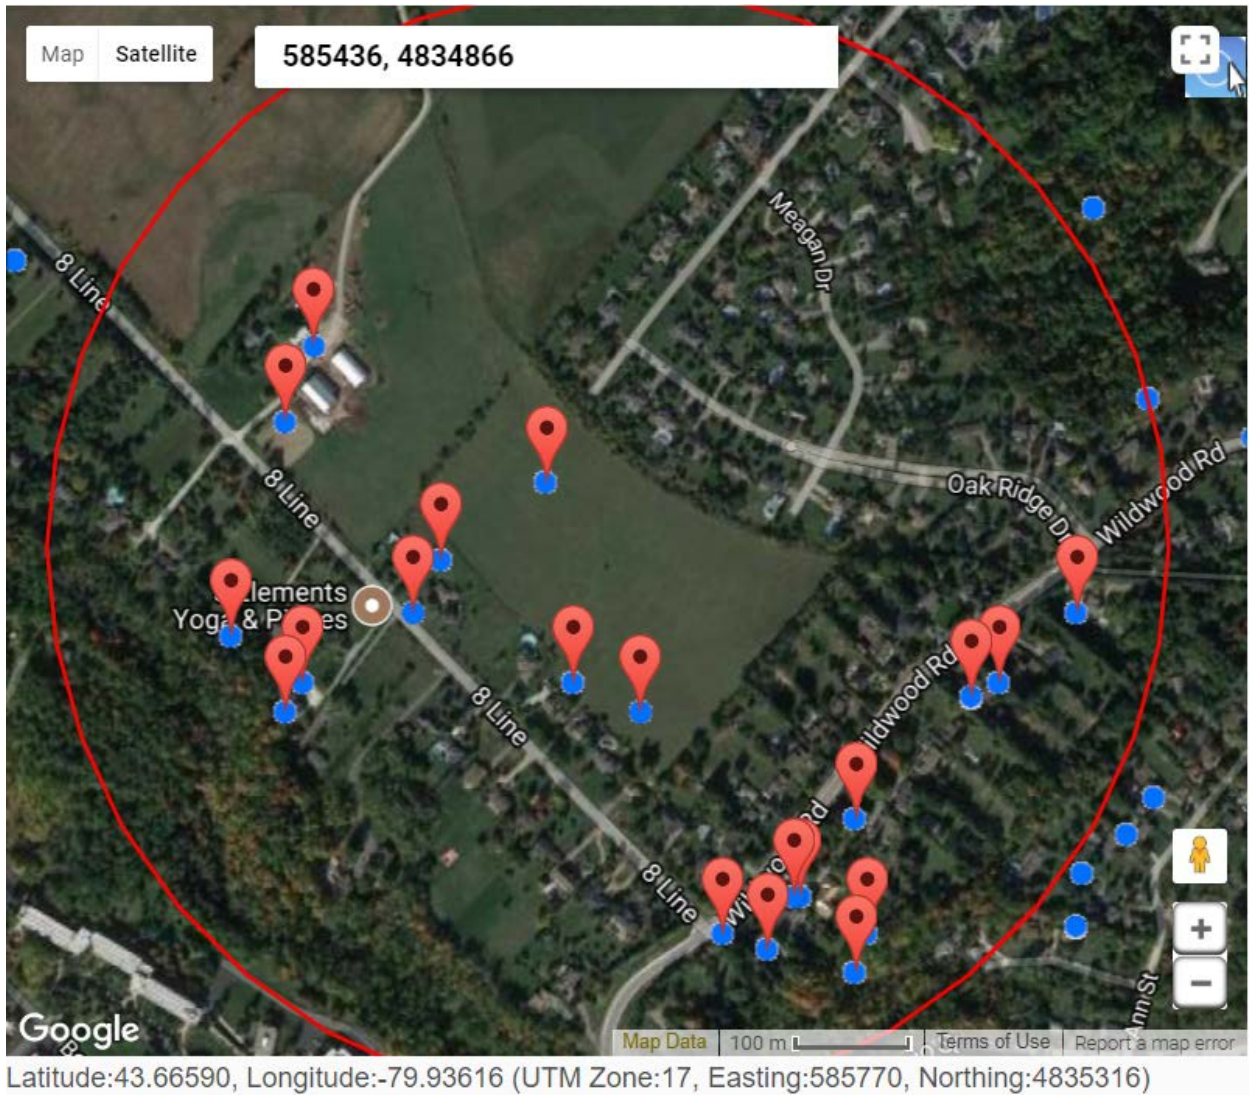 Map Satellite 585436, 4834866
Meagan Dr
8 Line
8 Line
Oak Ridge Dr
Wildwood Rd
Elements
Yoga & P
8 Line
ildwood Rd
8 Line
Ann St
Google
Map Data 100 m Terms of Use Report a map error
Latitude:43.66590, Longitude:-79.93616 (UTM Zone:17, Easting:585770, Northing:4835316)